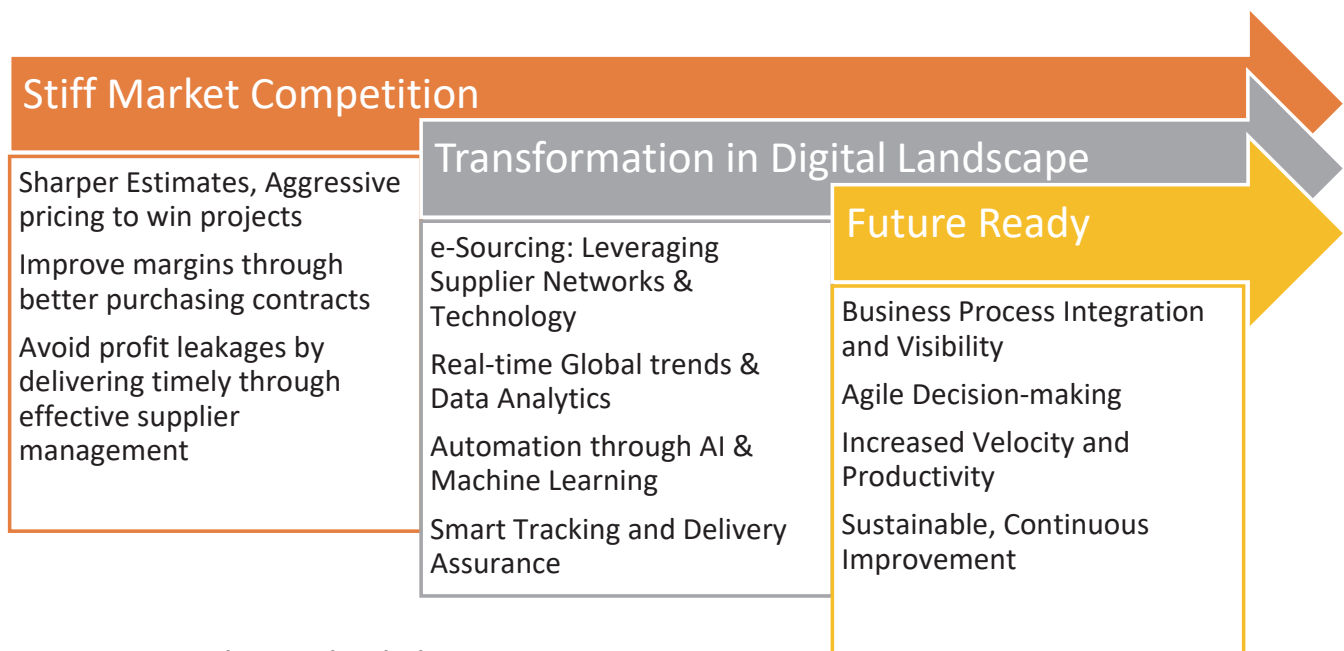 Stiff Market Competition
Sharper Estimates, Aggressive
pricing to win projects
Improve margins through
better purchasing contracts
Avoid profit leakages by
delivering timely through
effective supplier
management
Transformation in Digital Landscape
e-Sourcing: Leveraging
Supplier Networks &
Technology
Real-time Global trends &
Data Analytics
Automation through AI &
Machine Learning
Smart Tracking and Delivery
Assurance
Future Ready
Business Process Integration
and Visibility
Agile Decision-making
Increased Velocity and
Productivity
Sustainable, Continuous
Improvement